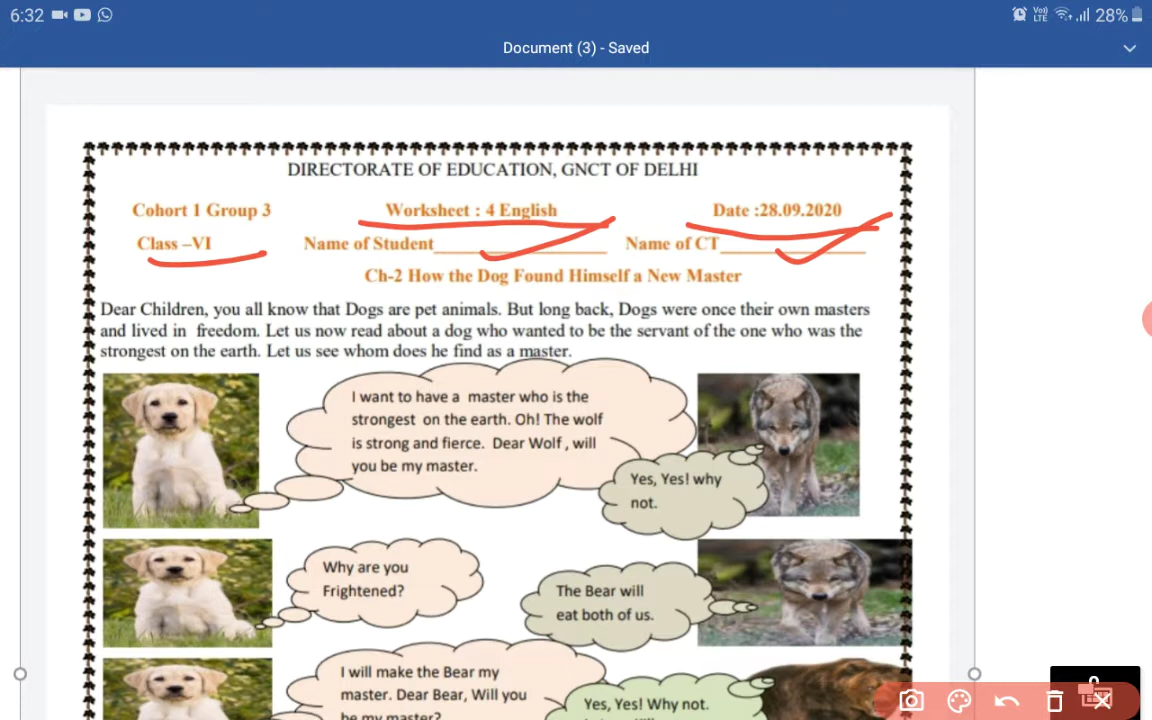 6:32
Vo))
LTE
28%
Document (3) - Saved
DIRECTORATE OF EDUCATION, GNCT OF DELHI
Cohort 1 Group 3 Worksheet : 4 English Date :28.09.2020
Class –VI Name of Student_______________ Name of CT_______________
Ch-2 How the Dog Found Himself a New Master
Dear Children, you all know that Dogs are pet animals. But long back, Dogs were once their own masters
and lived in freedom. Let us now read about a dog who wanted to be the servant of the one who was the
strongest on the earth. Let us see whom does he find as a master.
I want to have a master who is the
strongest on the earth. Oh! The wolf
is strong and fierce. Dear Wolf , will
you be my master.
Yes, Yes! why
not.
Why are you
Frightened?
The Bear will
eat both of us.
I will make the Bear my
master. Dear Bear, Will you
be my master?
Yes, Yes! Why not.